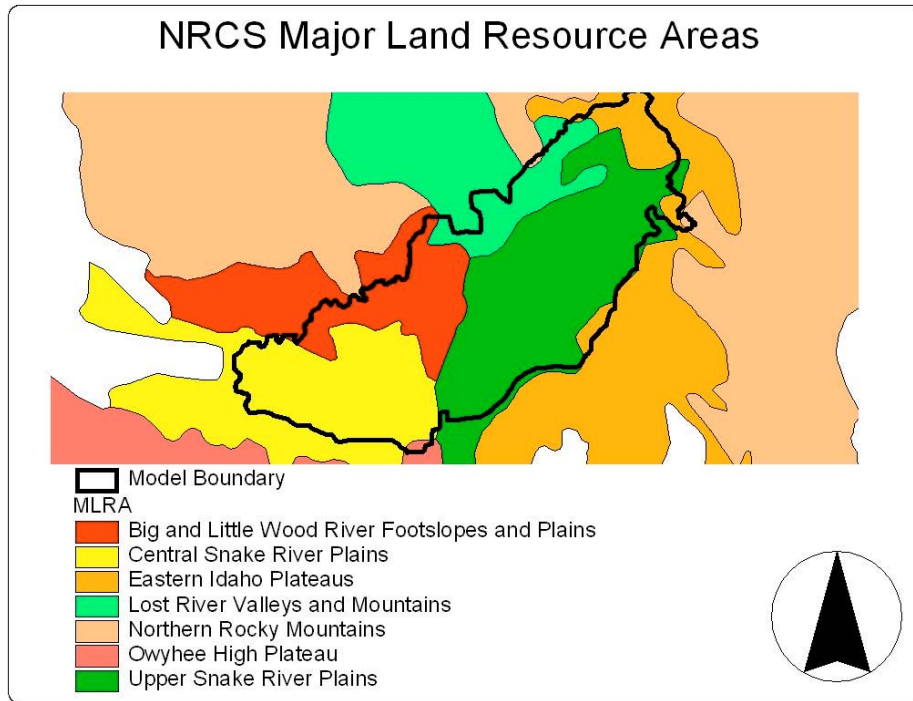 NRCS Major Land Resource Areas
Model Boundary
MLRA
Big and Little Wood River Footslopes and Plains
Central Snake River Plains
Eastern Idaho Plateaus
Lost River Valleys and Mountains
Northern Rocky Mountains
Owyhee High Plateau
Upper Snake River Plains